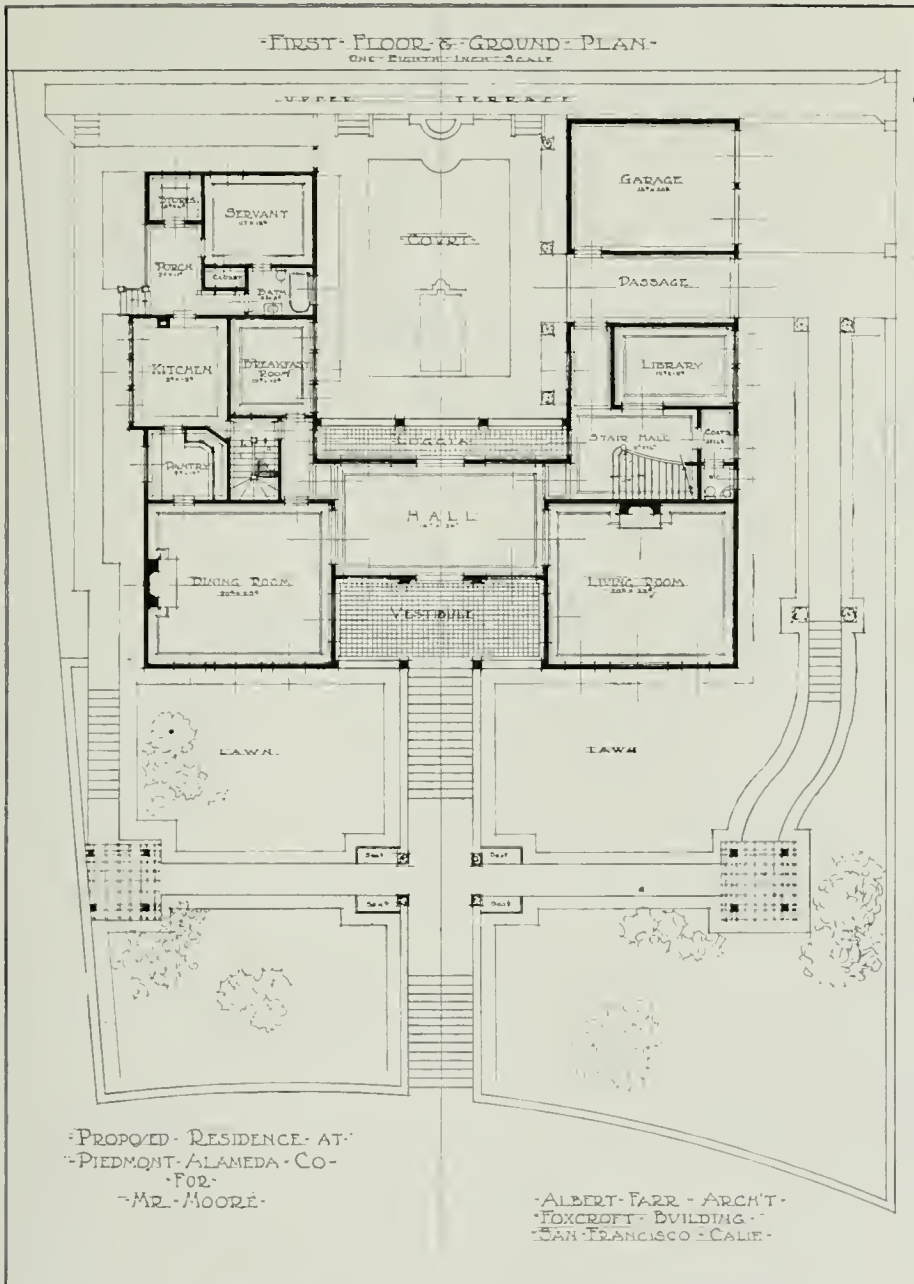 -FIRST-FLOOR-&-GROUND-PLAN-
ONE-EIGHTH-INCH-SCALE
UPPER TERRACE
STORES
SERVANT
GARAGE
COURT
PORCH
CLOSET
BATH
PASSAGE
KITCHEN
BREAKFAST
ROOM
LIBRARY
LOGGIA
STAIR HALL
COATS
PANTRY
HALL
DINING ROOM
LIVING ROOM
VESTIBULE
LAWN
LAWN
Seat
Seat
Seat
Seat
-PROPOSED-RESIDENCE-AT-
-PIEDMONT-ALAMEDA-CO-
-FOR-
-MR.-MOORE-
-ALBERT-FARR-ARCH'T-
-FOXCROFT-BUILDING-
-SAN-FRANCISCO-CALIF-